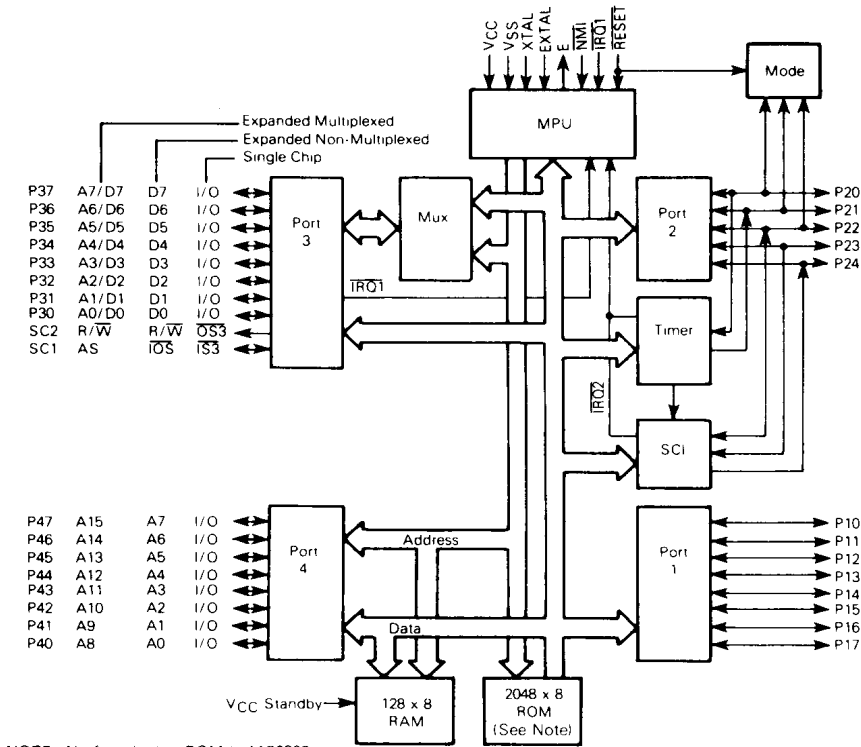 VCC VSS XTAL EXTAL E NMI IRQ1 RESET
Mode
MPU
Expanded Multiplexed
Expanded Non-Multiplexed
Single Chip
P37 A7/D7 D7 I/O
P36 A6/D6 D6 I/O
P35 A5/D5 D5 I/O
P34 A4/D4 D4 I/O
P33 A3/D3 D3 I/O
P32 A2/D2 D2 I/O
P31 A1/D1 D1 I/O
P30 A0/D0 D0 I/O
SC2 R/W R/W OS3
SC1 AS IOS IS3
Port
3
Mux
IRQ1
Port
2
P20
P21
P22
P23
P24
Timer
IRQ2
SCI
P47 A15 A7 I/O
P46 A14 A6 I/O
P45 A13 A5 I/O
P44 A12 A4 I/O
P43 A11 A3 I/O
P42 A10 A2 I/O
P41 A9 A1 I/O
P40 A8 A0 I/O
Port
4
Address
Data
Port
1
P10
P11
P12
P13
P14
P15
P16
P17
VCC Standby
128 x 8
RAM
2048 x 8
ROM
(See Note)